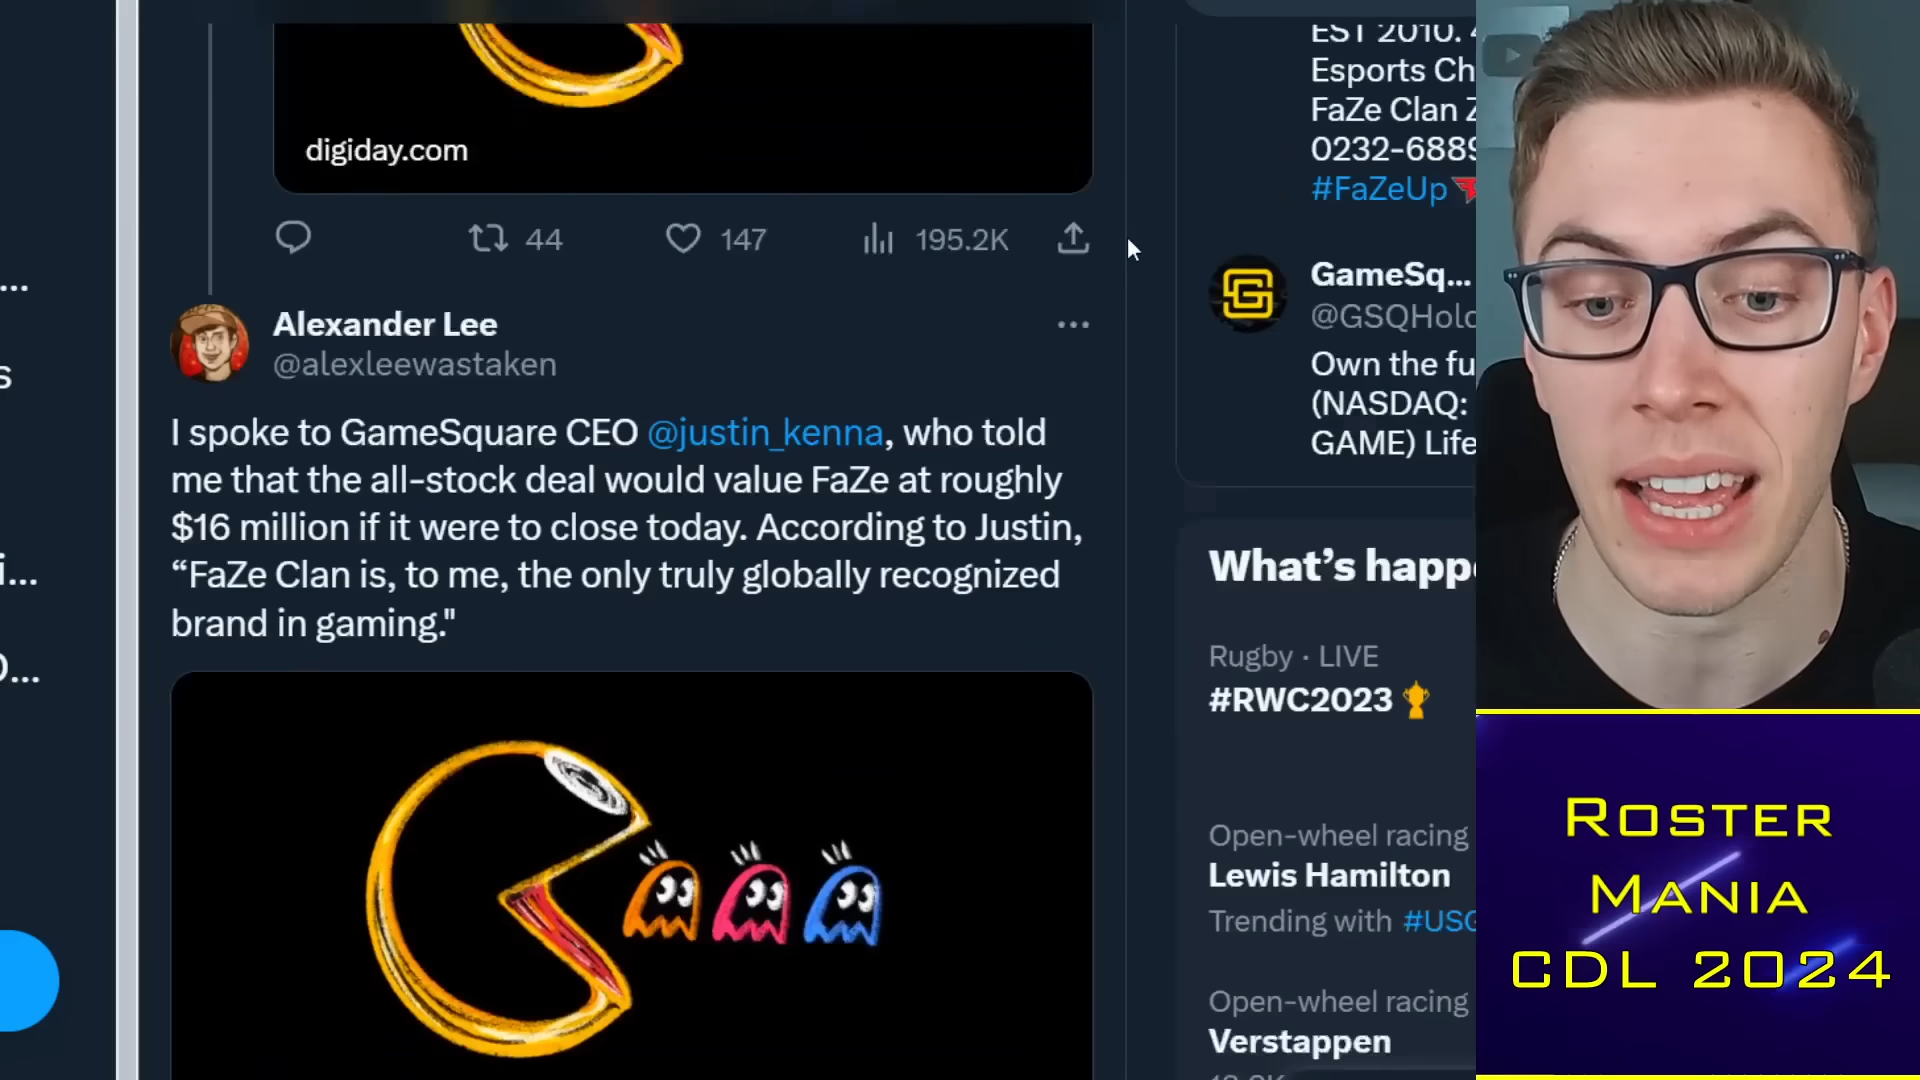 digiday.com
44
147
195.2K
Alexander Lee
@alexleewastaken
I spoke to GameSquare CEO @justin_kenna, who told
me that the all-stock deal would value FaZe at roughly
$16 million if it were to close today. According to Justin,
“FaZe Clan is, to me, the only truly globally recognized
brand in gaming."
EST 2010.
Esports Ch
FaZe Clan
0232-688
#FaZeUp
GameSq...
@GSQHold
Own the fu
(NASDAQ:
GAME) Life
What's happ
Rugby · LIVE
#RWC2023
Open-wheel racing
Lewis Hamilton
Trending with #USG
Open-wheel racing
Verstappen
ROSTER
MANIA
CDL 2024